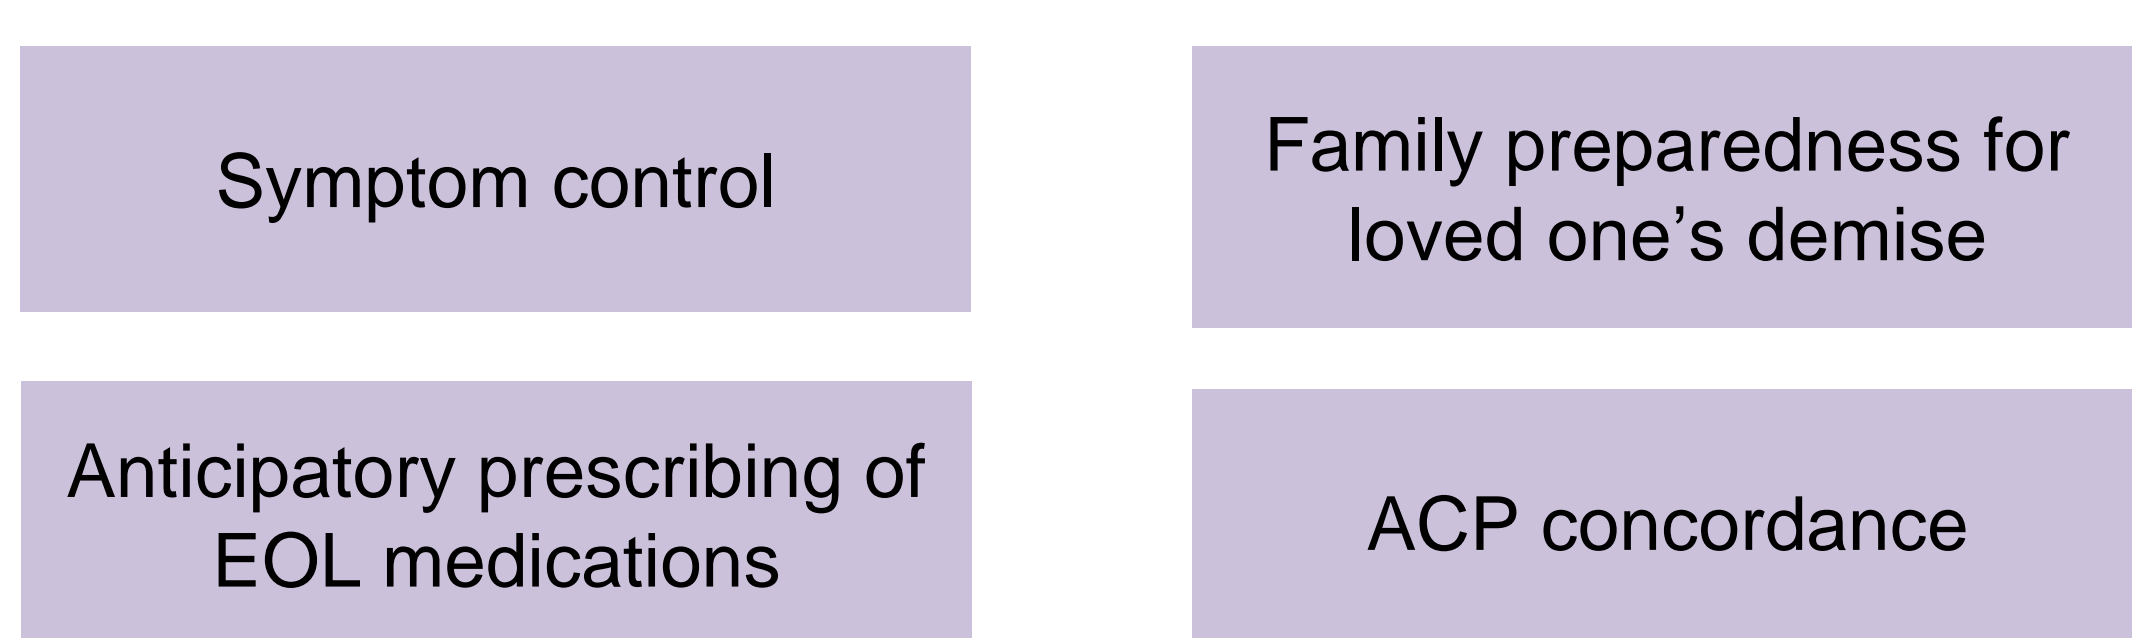 Symptom control
Family preparedness for
loved one’s demise
Anticipatory prescribing of
EOL medications
ACP concordance